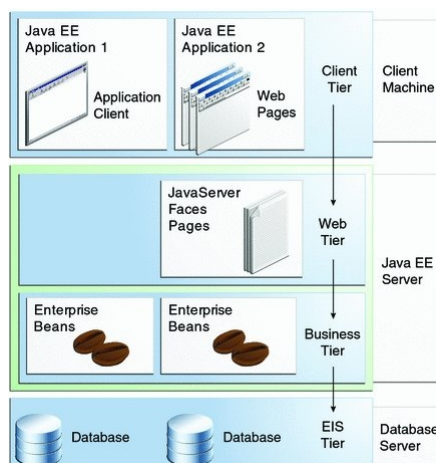 Java EE
Application 1
Application
Client
Java EE
Application 2
Web
Pages
Client
Tier
Client
Machine
JavaServer
Faces
Pages
Web
Tier
Java EE
Server
Enterprise
Beans
Enterprise
Beans
Business
Tier
Database
Database
EIS
Tier
Database
Server